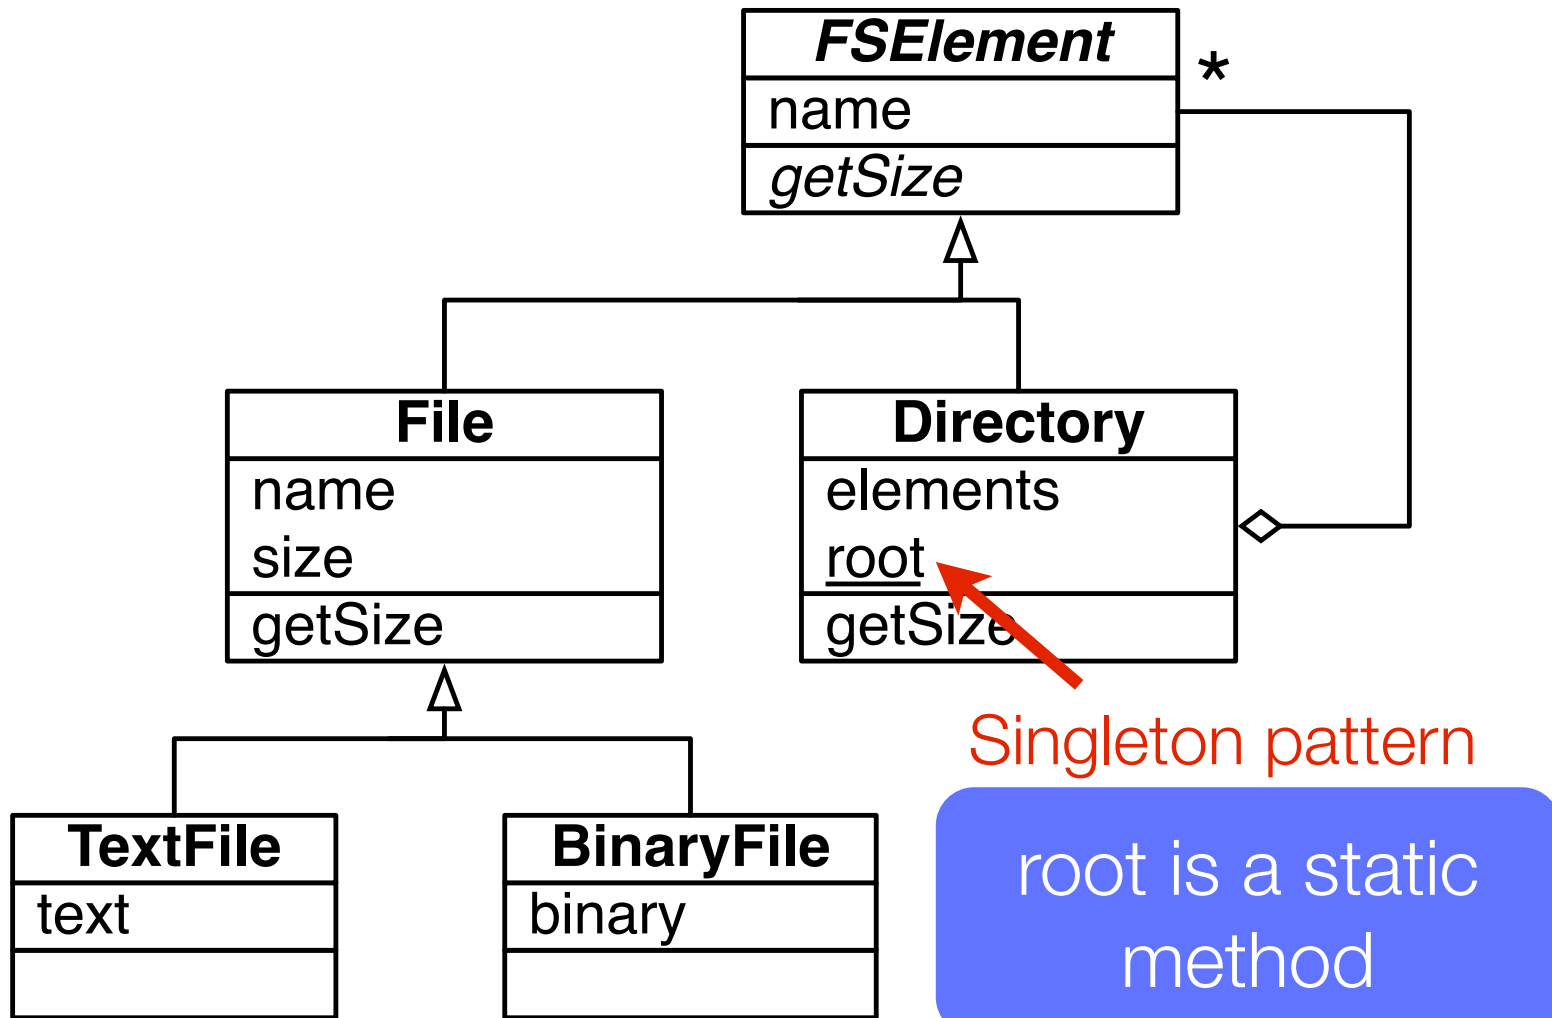 FSElement
*
name
getSize
File
name
size
getSize
Directory
elements
root
getSize
Singleton pattern
TextFile
text
BinaryFile
binary
root is a static
method